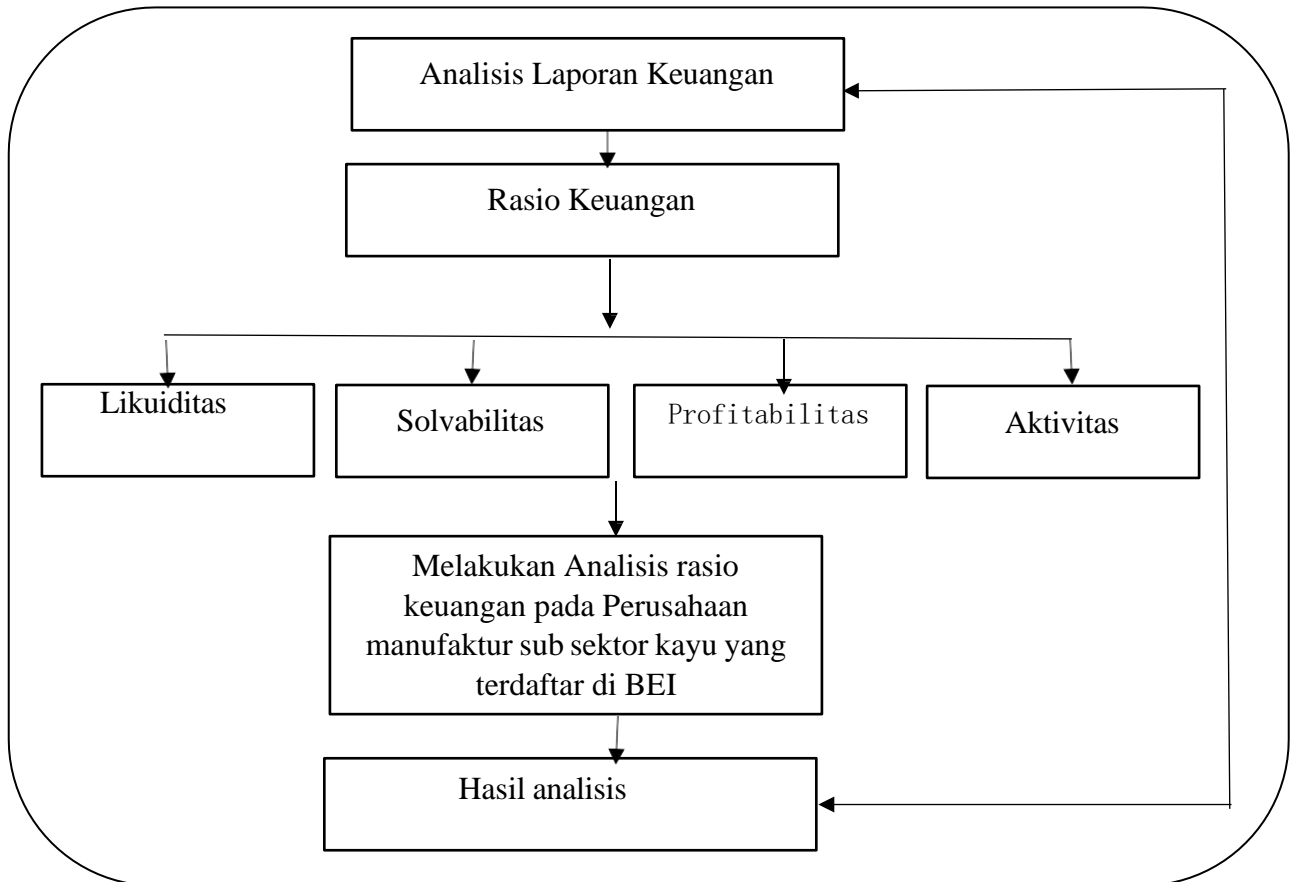 Analisis Laporan Keuangan
Rasio Keuangan
Likuiditas
Solvabilitas
Profitabilitas
Aktivitas
Melakukan Analisis rasio
keuangan pada Perusahaan
manufaktur sub sektor kayu yang
terdaftar di BEI
Hasil analisis